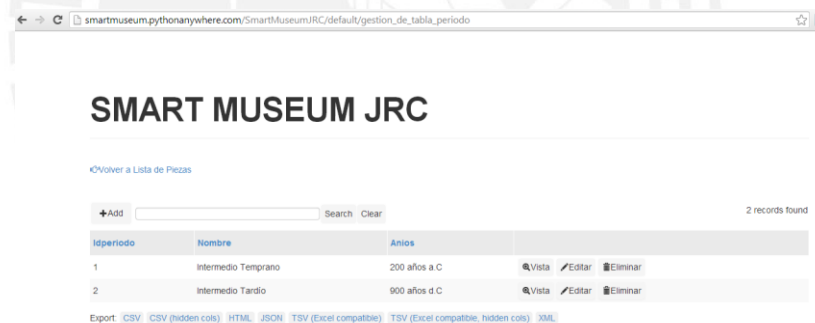 smartmuseum.pythonanywhere.com/SmartMuseumJRC/default/gestion_de_tabla_periodo
SMART MUSEUM JRC
Volver a Lista de Piezas
+Add Search Clear 2 records found
Idperiodo Nombre Anios
1 Intermedio Temprano 200 años a.C Vista Editar Eliminar
2 Intermedio Tardío 900 años d.C Vista Editar Eliminar
Export: CSV CSV (hidden cols) HTML JSON TSV (Excel compatible) TSV (Excel compatible, hidden cols) XML